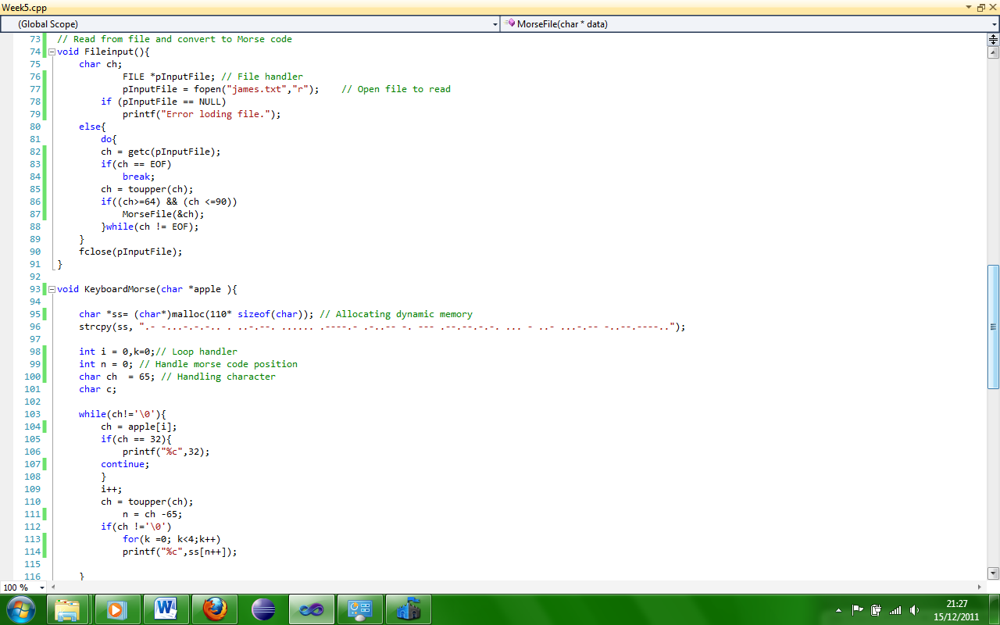 Week5.cpp
(Global Scope) MorseFile(char * data)
73 // Read from file and convert to Morse code
74 void Fileinput(){
75 char ch;
76 FILE *pInputFile; // File handler
77 pInputFile = fopen("james.txt","r"); // Open file to read
78 if (pInputFile == NULL)
79 printf("Error loding file.");
80 else{
81 do{
82 ch = getc(pInputFile);
83 if(ch == EOF)
84 break;
85 ch = toupper(ch);
86 if((ch>=64) && (ch <=90))
87 MorseFile(&ch);
88 }while(ch != EOF);
89 }
90 fclose(pInputFile);
91 }
92
93 void KeyboardMorse(char *apple ){
94
95 char *ss= (char*)malloc(110* sizeof(char)); // Allocating dynamic memory
96 strcpy(ss, ".- -...-.-.-.. . ..-.--. ...... .----.- .-..-- -. --- .--.--.-.-. ... - ..- ...-.-- -..--.----..");
97
98 int i = 0,k=0;// Loop handler
99 int n = 0; // Handle morse code position
100 char ch = 65; // Handling character
101 char c;
102
103 while(ch!='\0'){
104 ch = apple[i];
105 if(ch == 32){
106 printf("%c",32);
107 continue;
108 }
109 i++;
110 ch = toupper(ch);
111 n = ch -65;
112 if(ch !='\0')
113 for(k =0; k<4;k++)
114 printf("%c",ss[n++]);
115
116 }
100 %
21:27
15/12/2011